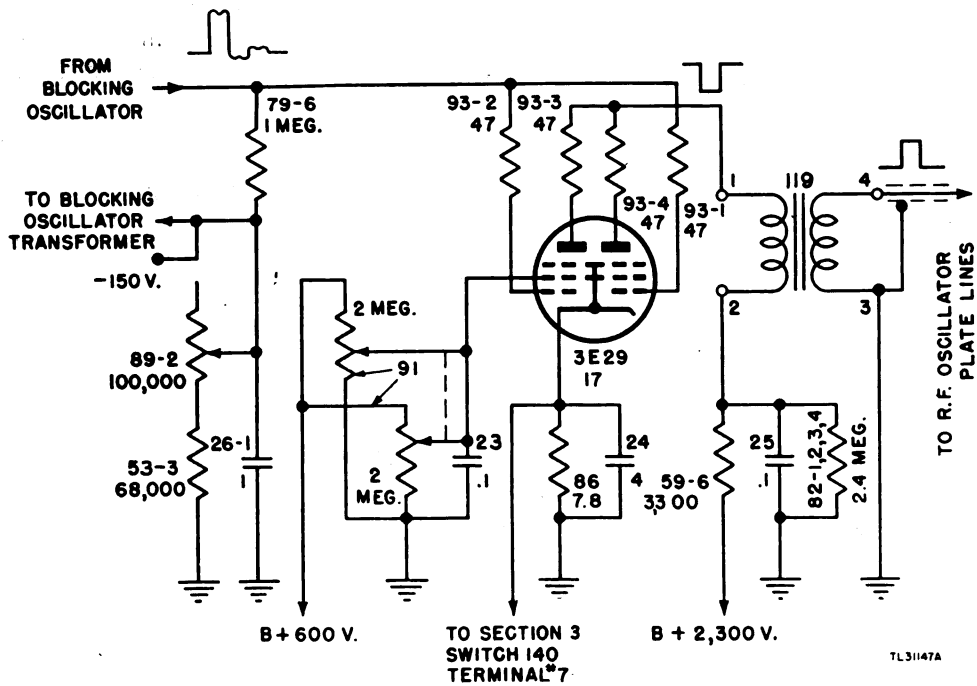 FROM
BLOCKING
OSCILLATOR
79-6
1 MEG.
93-2
47
93-3
47
93-4
47
93-1
47
1
119
4
2
3
TO BLOCKING
OSCILLATOR
TRANSFORMER
-150 V.
89-2
100,000
53-3
68,000
26-1
1
2 MEG.
91
2
MEG.
23
.1
3E29
17
86
7.8
24
4
59-6
3,300
25
.1
82-1,2,3,4
2.4 MEG.
TO R.F. OSCILLATOR
PLATE LINES
B+ 600 V.
TO SECTION 3
SWITCH 140
TERMINAL #7
B + 2,300 V.
TL31147A